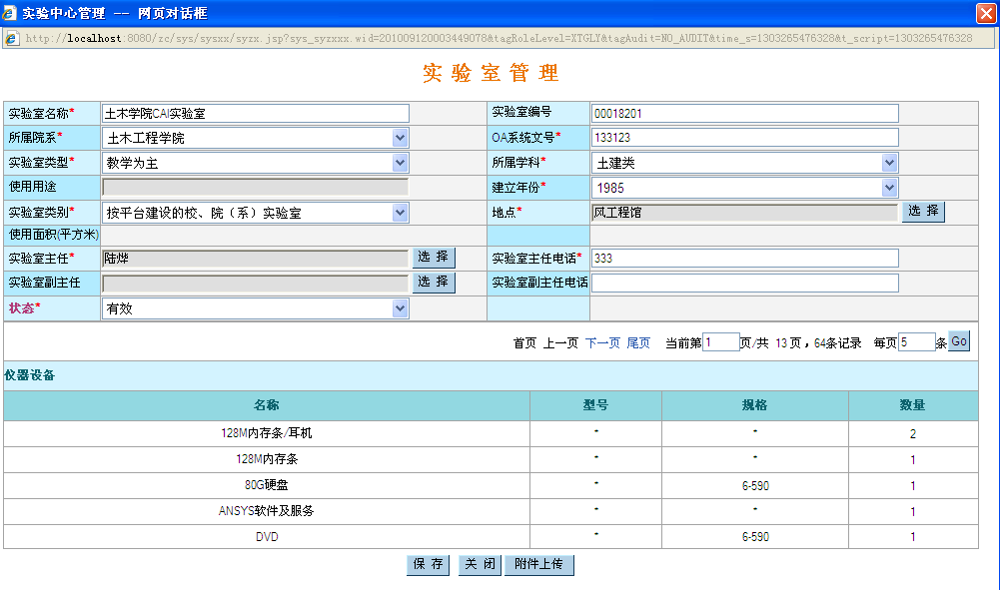 实验中心管理 -- 网页对话框
http://localhost:8080/zc/sys/sysxx/syzx.jsp?sys_syzxxx.wid=201009120003449078&tagRoleLevel=XTGLY&tagAudit=NO_AUDIT&time_s=1303265476328&t_script=1303265476328
实 验 室 管 理
实验室名称* 土木学院CAI实验室 实验室编号 00018201
所属院系* 土木工程学院 OA系统文号* 133123
实验室类型* 教学为主 所属学科* 土建类
使用用途 建立年份* 1985
实验室类别* 按平台建设的校、院（系）实验室 地点* 风工程馆 选 择
使用面积(平方米)
实验室主任* 陆烨 选 择 实验室主任电话* 333
实验室副主任 选 择 实验室副主任电话
状态* 有效
首页 上一页 下一页 尾页 当前第 1 页/共 13 页，64条记录 每页 5 条 Go
仪器设备
名称 型号 规格 数量
128M内存条/耳机 * * 2
128M内存条 * * 1
80G硬盘 * 6-590 1
ANSYS软件及服务 * * 1
DVD * 6-590 1
保 存 关 闭 附件上传